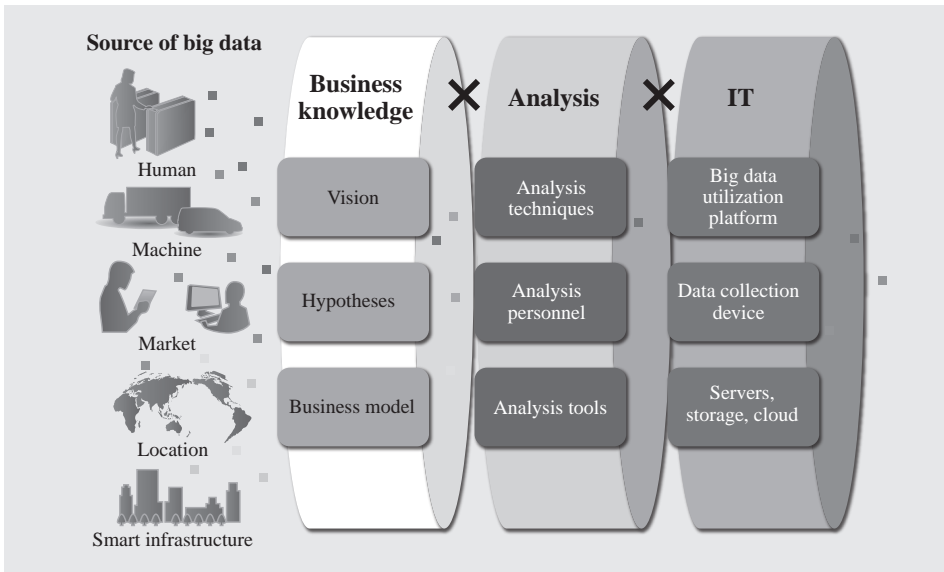 Source of big data
Human
Machine
Market
Location
Smart infrastructure
Business
knowledge
Vision
Hypotheses
Business model
×
Analysis
Analysis
techniques
Analysis
personnel
Analysis tools
×
IT
Big data
utilization
platform
Data collection
device
Servers,
storage, cloud